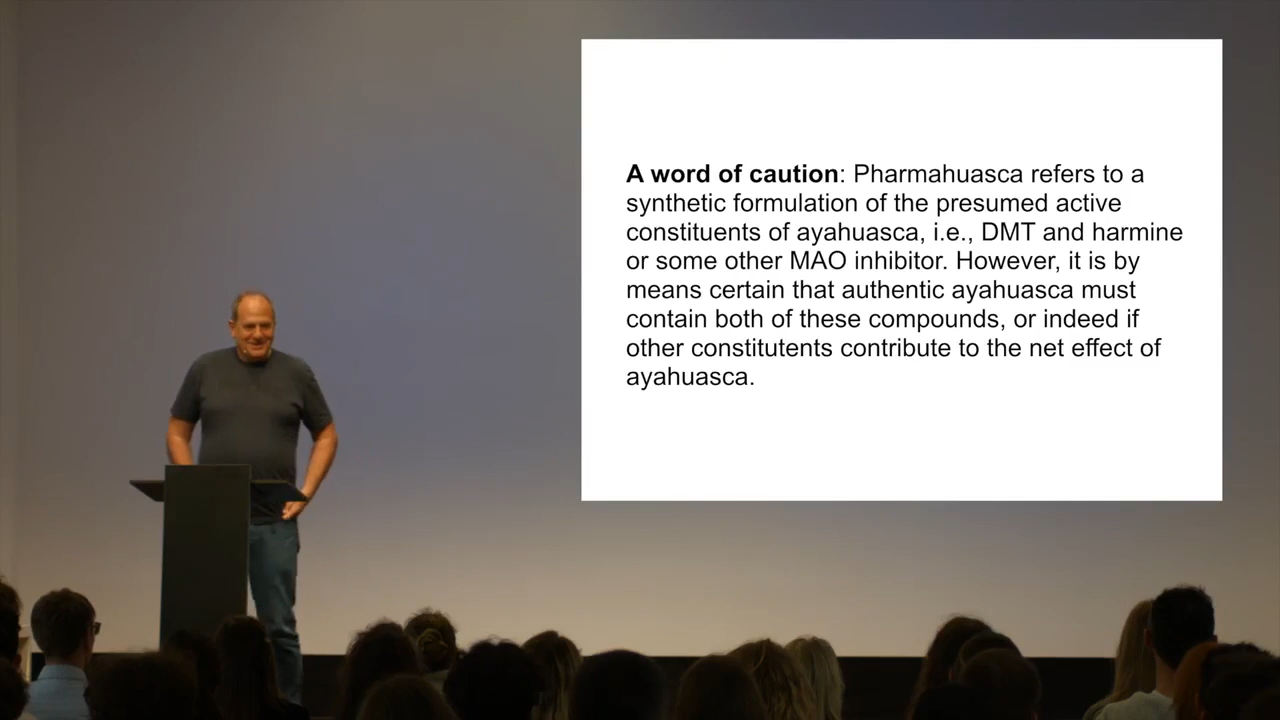 A word of caution: Pharmahuasca refers to a
synthetic formulation of the presumed active
constituents of ayahuasca, i.e., DMT and harmine
or some other MAO inhibitor. However, it is by
means certain that authentic ayahuasca must
contain both of these compounds, or indeed if
other constitutents contribute to the net effect of
ayahuasca.